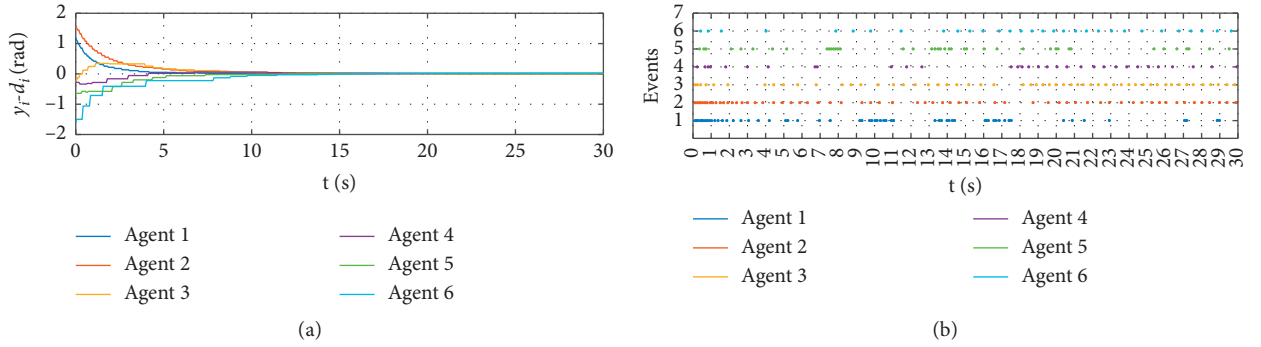 2
1
0
−1
−2
y_i-d_i (rad)
0 5 10 15 20 25 30
t (s)
Agent 1
Agent 2
Agent 3
Agent 4
Agent 5
Agent 6
(a)
7
6
5
4
3
2
1
Events
0 1 2 3 4 5 6 7 8 9 10 11 12 13 14 15 16 17 18 19 20 21 22 23 24 25 26 27 28 29 30
t (s)
Agent 1
Agent 2
Agent 3
Agent 4
Agent 5
Agent 6
(b)